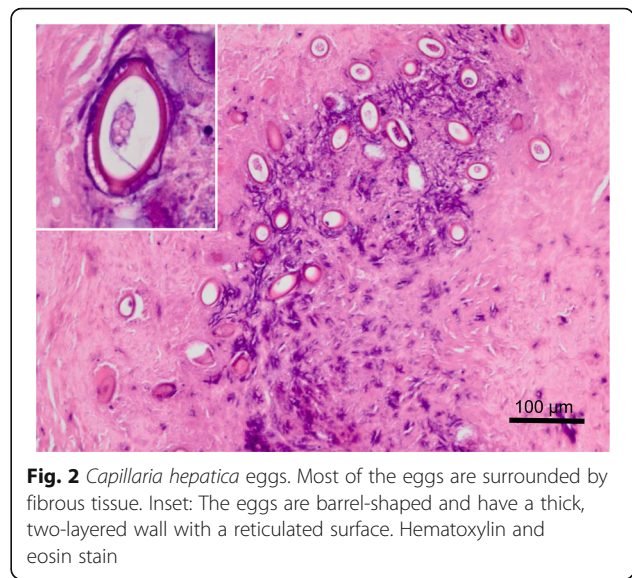 100 µm
Fig. 2 Capillaria hepatica eggs. Most of the eggs are surrounded by
fibrous tissue. Inset: The eggs are barrel-shaped and have a thick,
two-layered wall with a reticulated surface. Hematoxylin and
eosin stain